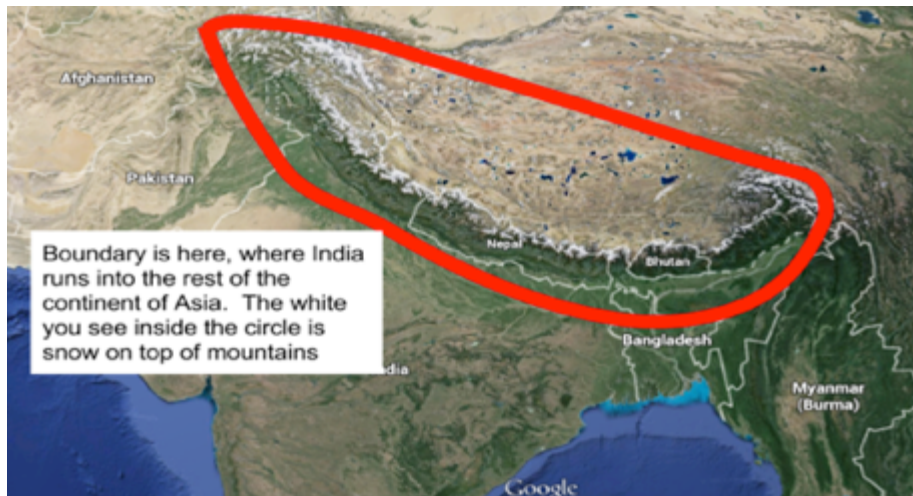 Afghanistan
Pakistan
Boundary is here, where India
runs into the rest of the
continent of Asia.  The white
you see inside the circle is
snow on top of mountains
Nepal
Bhutan
Bangladesh
dia
Myanmar
(Burma)
Google